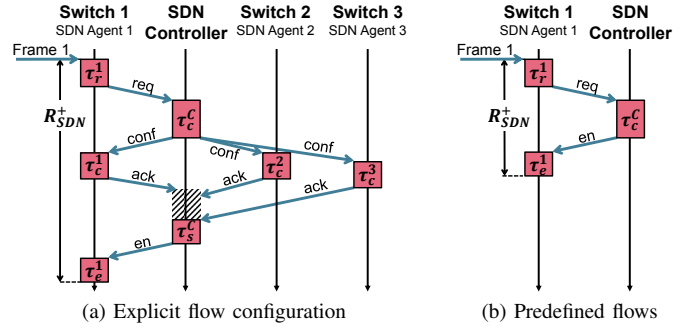 Switch 1 SDN Switch 2 Switch 3
SDN Agent 1 Controller SDN Agent 2 SDN Agent 3
Frame 1
τ_r^1
req
R_SDN^+
τ_c^C
conf conf conf
τ_c^1 τ_c^2 τ_c^3
ack ack ack
τ_s^C
en
τ_e^1
(a) Explicit flow configuration
Switch 1 SDN
SDN Agent 1 Controller
Frame 1
τ_r^1
req
R_SDN^+
τ_c^C
en
τ_e^1
(b) Predefined flows